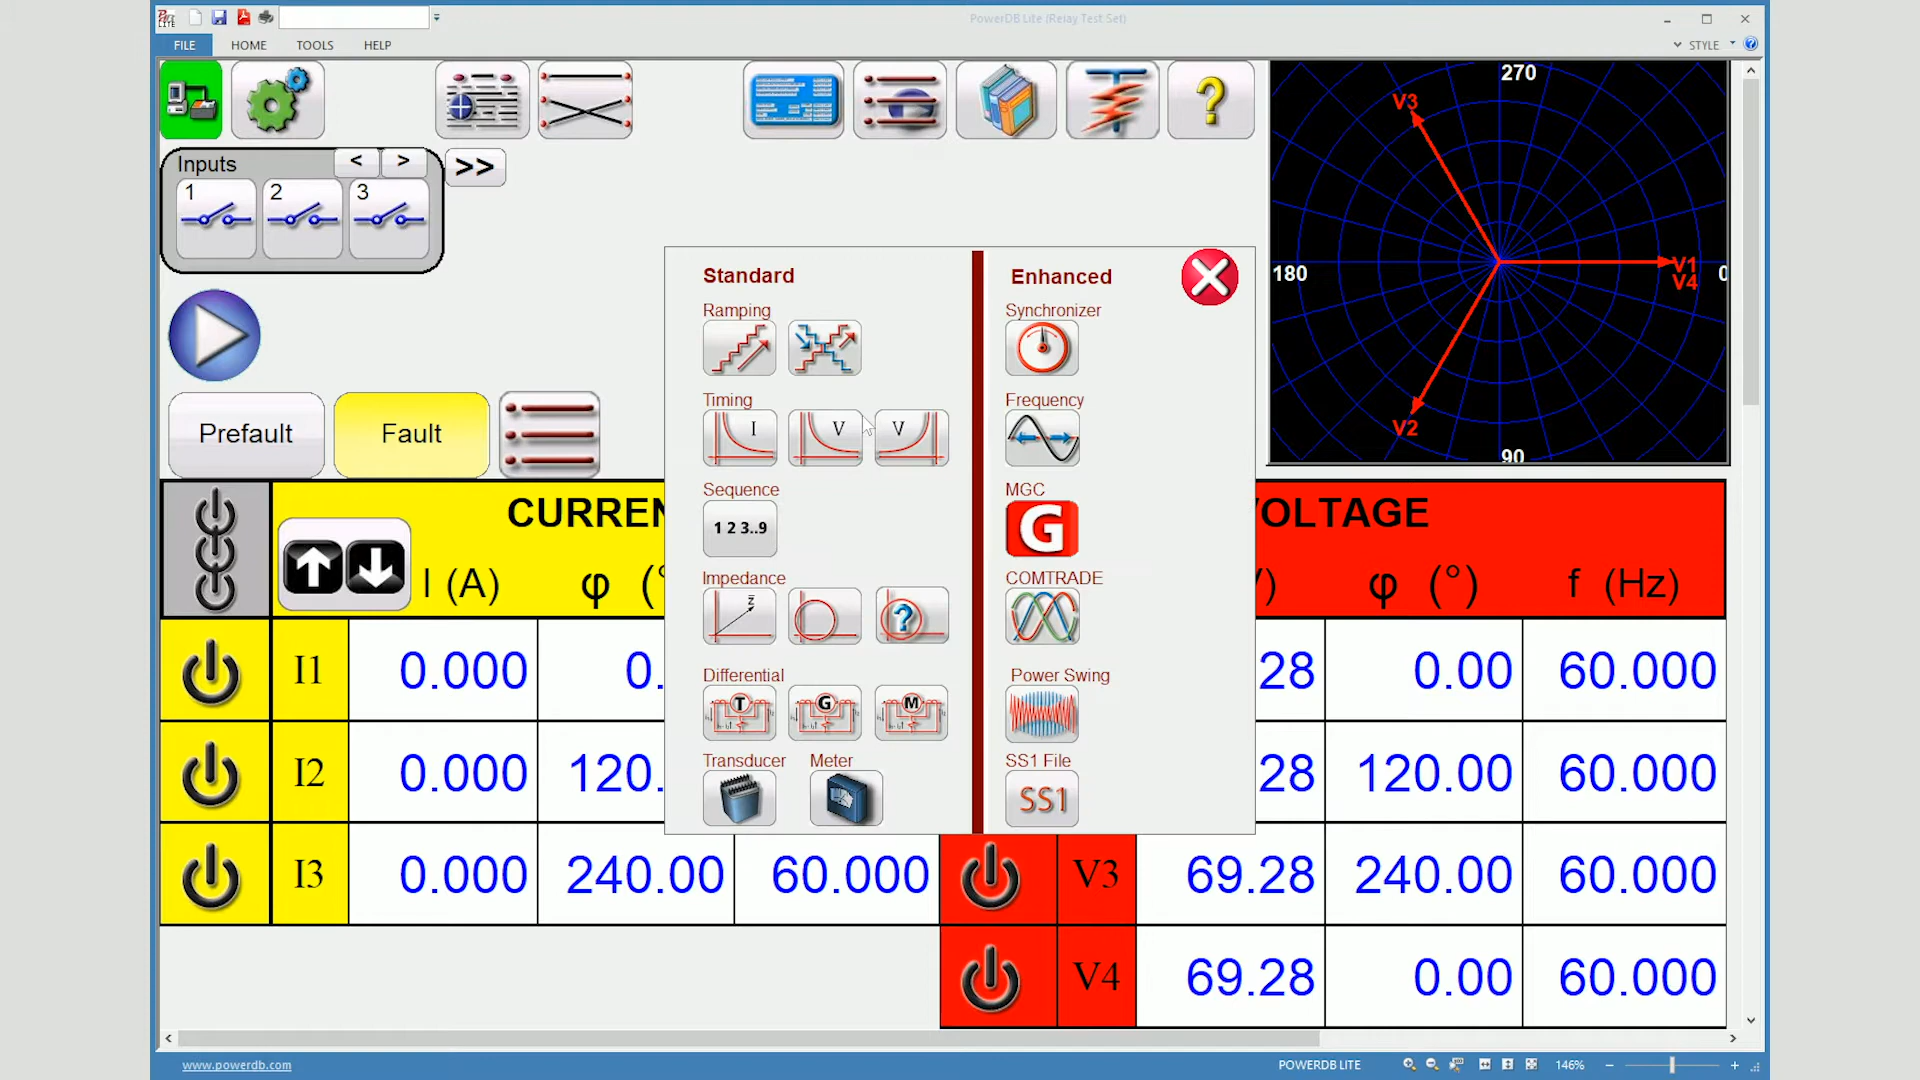 PowerDB Lite (Relay Test Set)
FILE HOME TOOLS HELP STYLE
Inputs < > >>
1 2 3
270
V3
180
V1
V4
0
V2
90
Standard
Enhanced
Ramping
Synchronizer
Timing
Frequency
I V V
Sequence
MGC
1 2 3..9
G
Impedance
COMTRADE
z
?
Differential
Power Swing
T G M
Transducer Meter
SS1 File
SS1
Prefault Fault
CURREN OLTAGE
I (A) φ (° ) φ (°) f (Hz)
I1 0.000 0. 28 0.00 60.000
I2 0.000 120. 28 120.00 60.000
I3 0.000 240.00 60.000 V3 69.28 240.00 60.000
V4 69.28 0.00 60.000
www.powerdb.com POWERDB LITE 146%